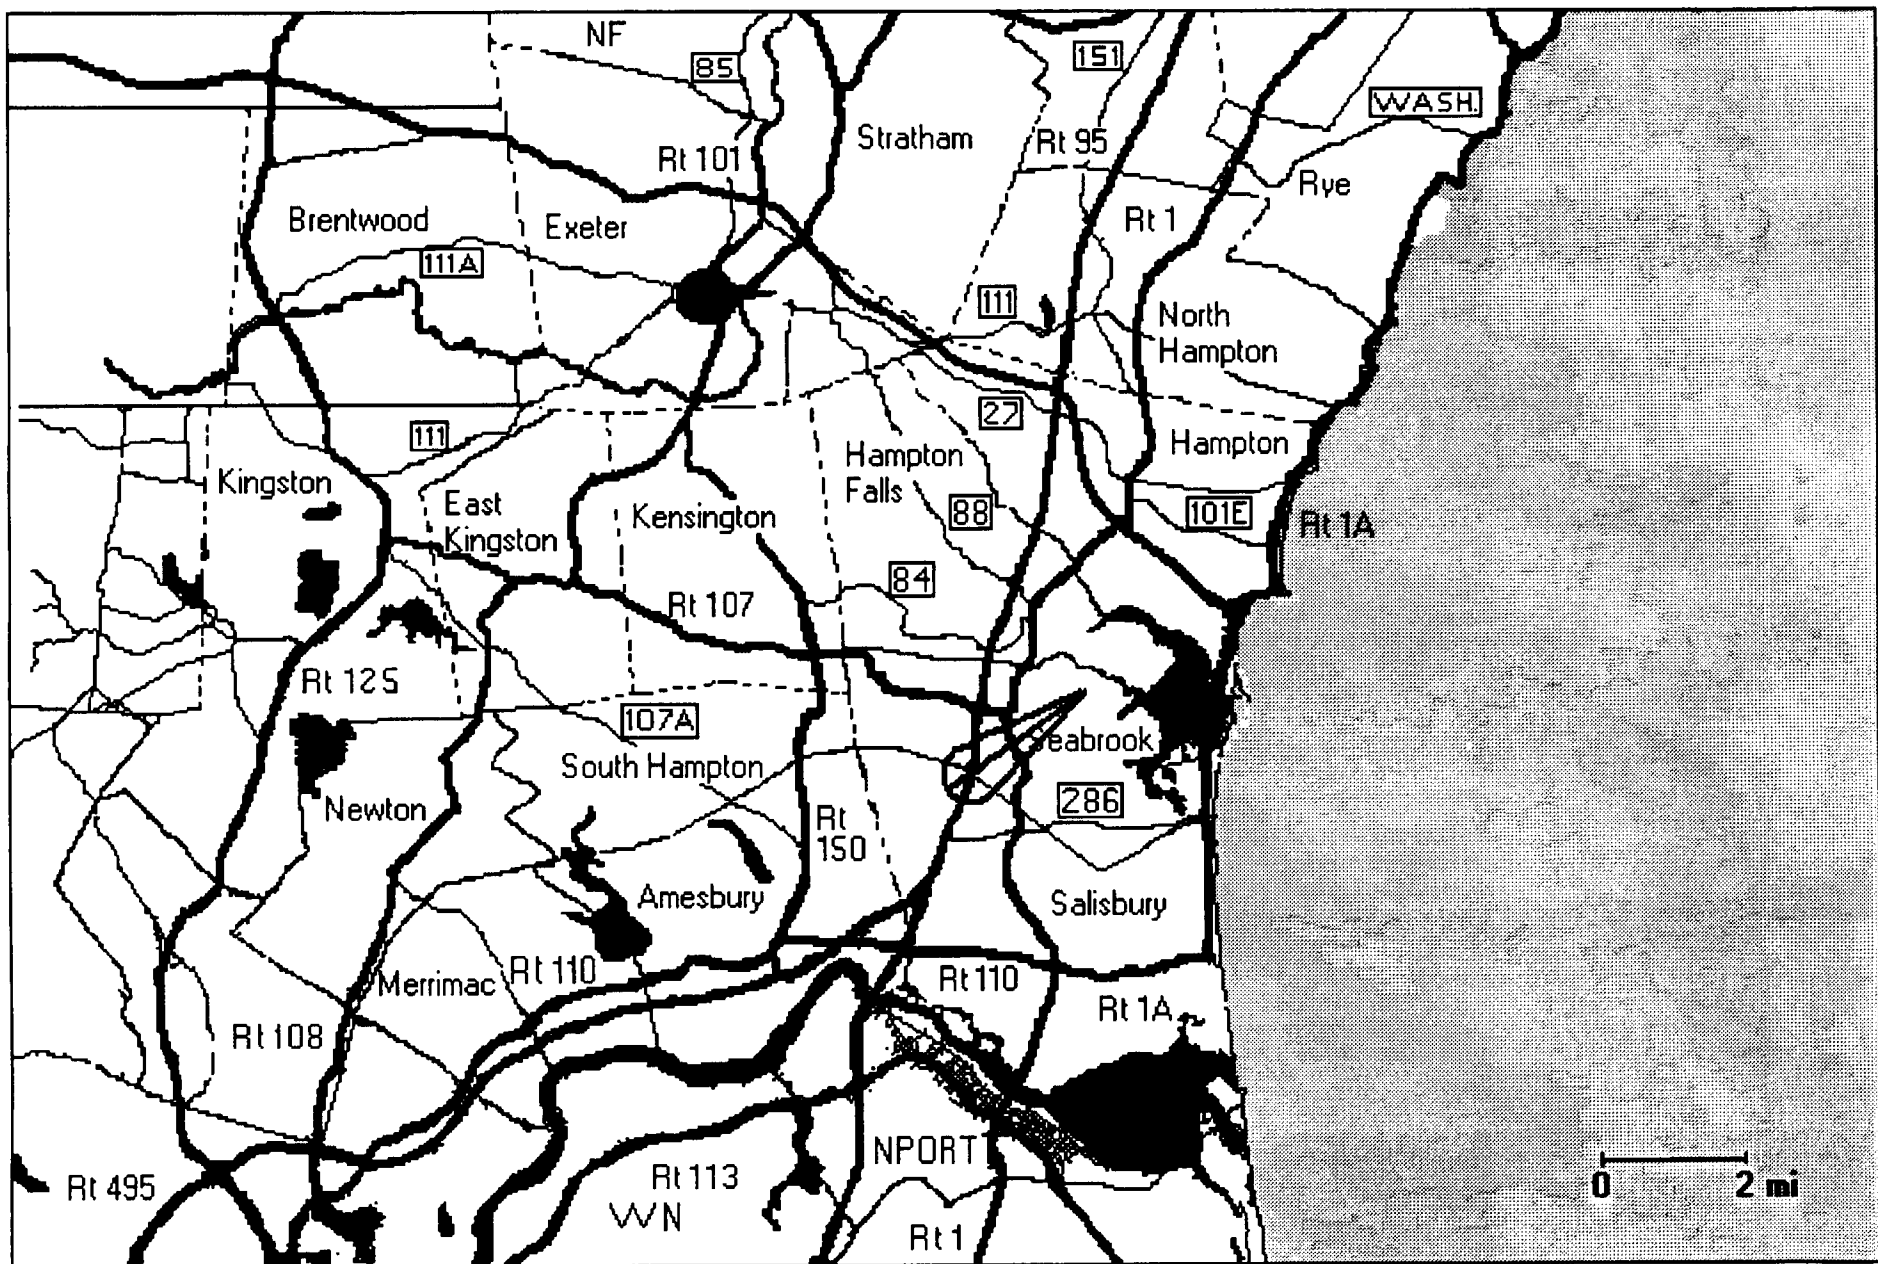 NF
85
151
WASH.
Stratham
Rt 95
Rt 101
Rye
Brentwood
Exeter
Rt 1
111A
111
North
Hampton
27
111
Hampton
Hampton
Falls
Kingston
East
Kingston
Kensington
88
101E
Rt 1A
84
Rt 107
Rt 125
107A
Seabrook
South Hampton
286
Newton
Rt
150
Amesbury
Salisbury
Merrimac
Rt 110
Rt 110
Rt 1A
Rt 108
NPORT
Rt 113
Rt 495
WN
Rt 1
0 2 mi